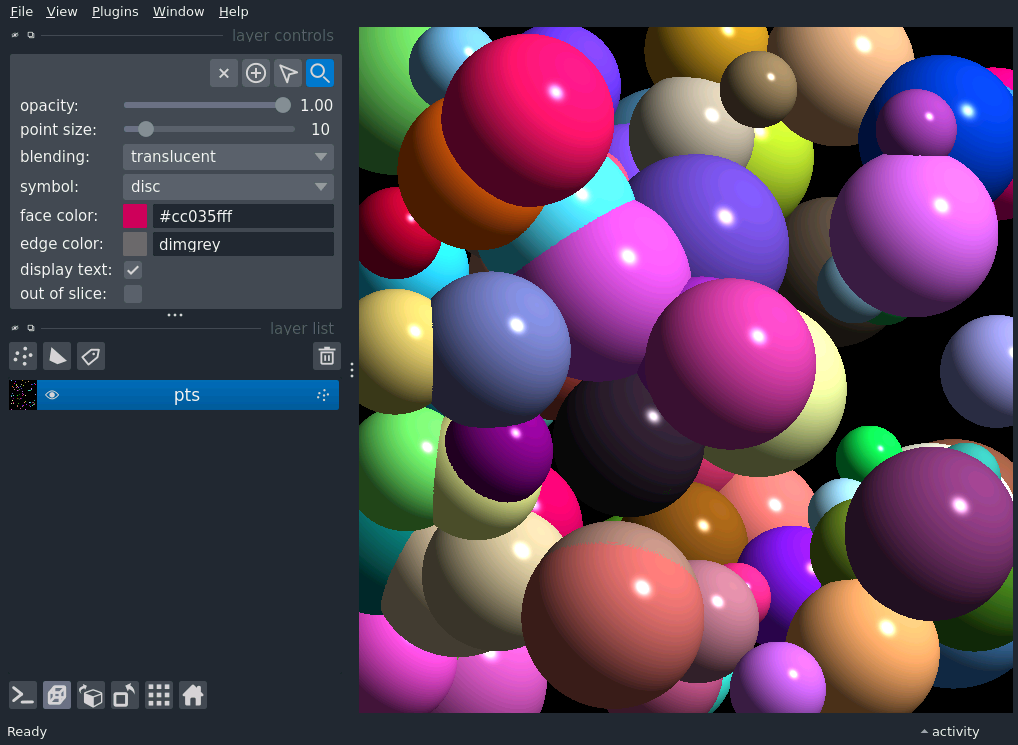 File View Plugins Window Help
layer controls
opacity: 1.00
point size: 10
blending: translucent
symbol: disc
face color: #cc035fff
edge color: dimgrey
display text:
out of slice:
layer list
pts
Ready
activity